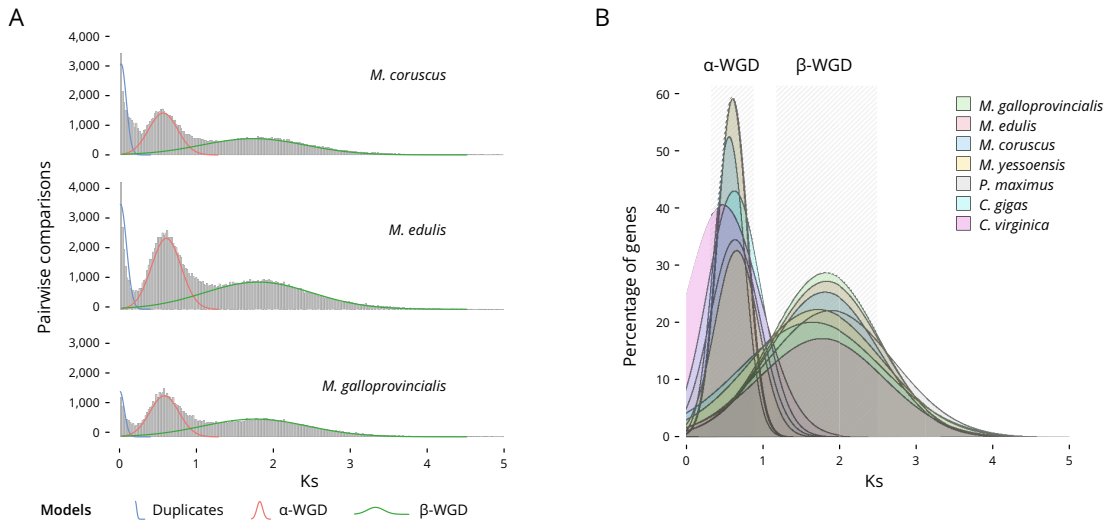 A
4,000
3,000
2,000
1,000
0
M. coruscus
4,000
3,000
2,000
1,000
0
M. edulis
3,000
2,000
1,000
0
M. galloprovincialis
Pairwise comparisons
0 1 2 3 4 5
Ks
Models Duplicates α-WGD β-WGD
B
α-WGD β-WGD
60
50
40
30
20
10
0
Percentage of genes
0 1 2 3 4 5
Ks
M. galloprovincialis
M. edulis
M. coruscus
M. yessoensis
P. maximus
C. gigas
C. virginica